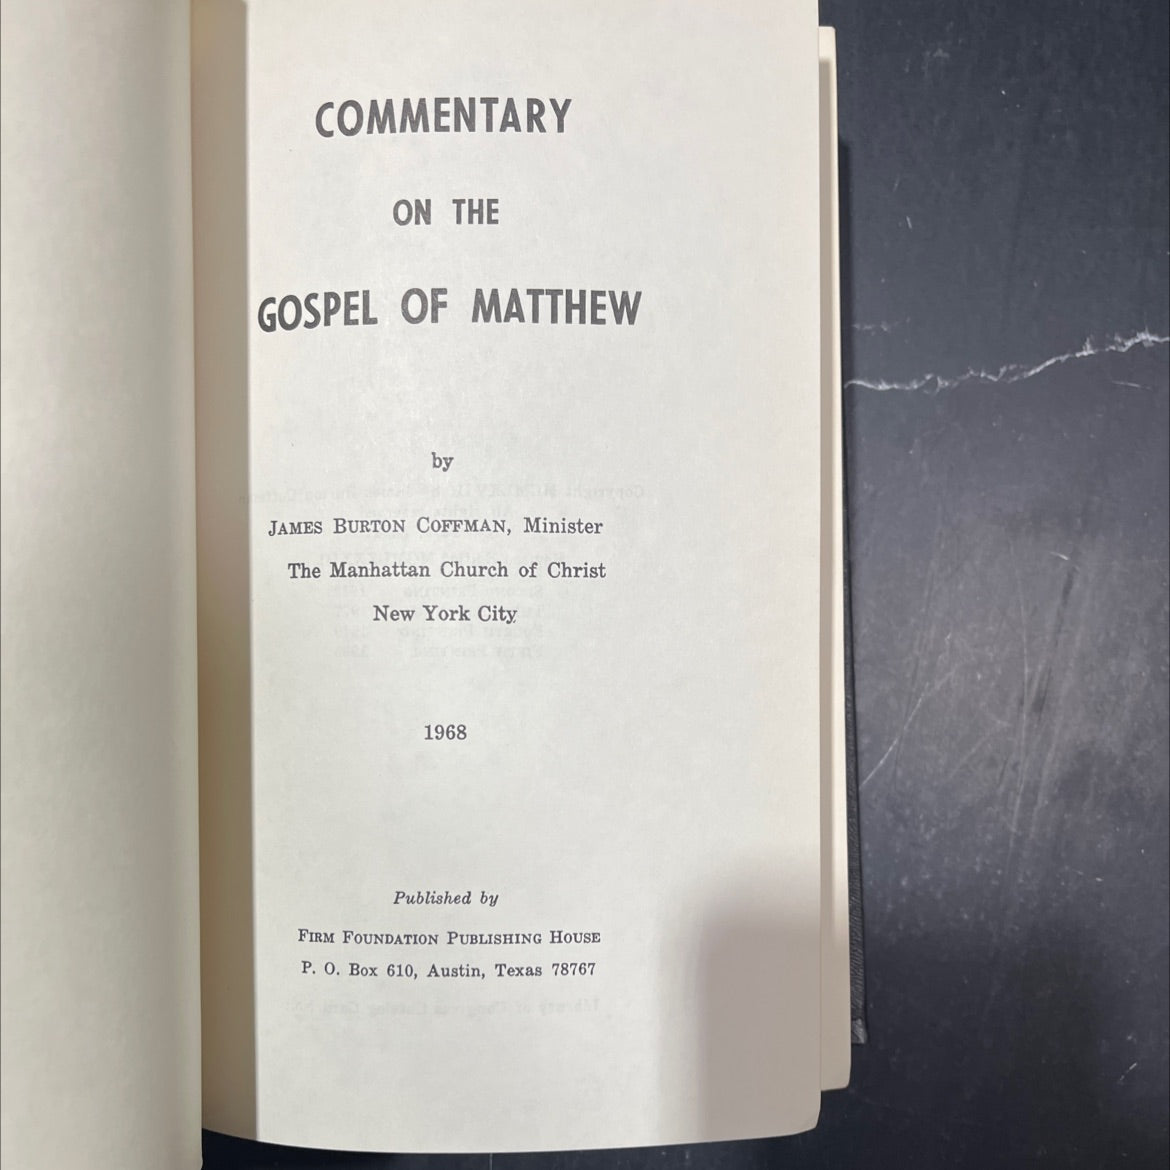 COMMENTARY
ON THE
GOSPEL OF MATTHEW
by
JAMES BURTON COFFMAN, Minister
The Manhattan Church of Christ
New York City
1968
Published by
FIRM FOUNDATION PUBLISHING HOUSE
P. O. Box 610, Austin, Texas 78767